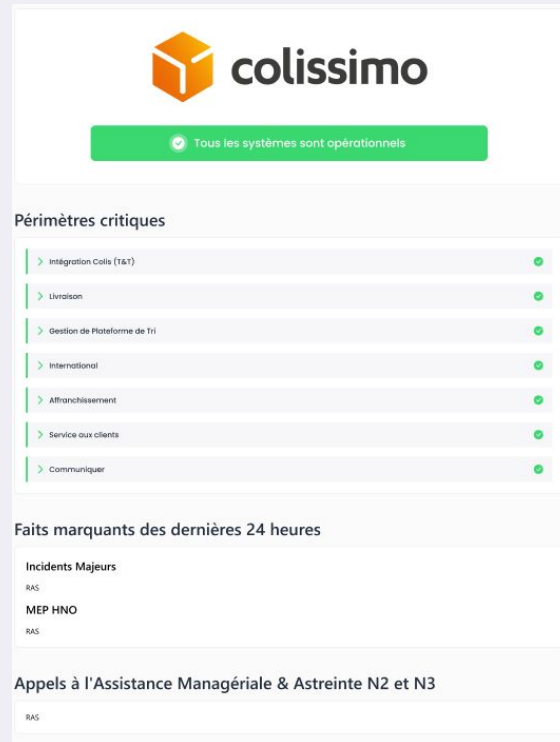 colissimo
Tous les systèmes sont opérationnels
Périmètres critiques
Intégration Colis (T&T)
Livraison
Gestion de Plateforme de Tri
International
Affranchissement
Service aux clients
Communiquer
Faits marquants des dernières 24 heures
Incidents Majeurs
RAS
MEP HNO
RAS
Appels à l'Assistance Managériale & Astreinte N2 et N3
RAS